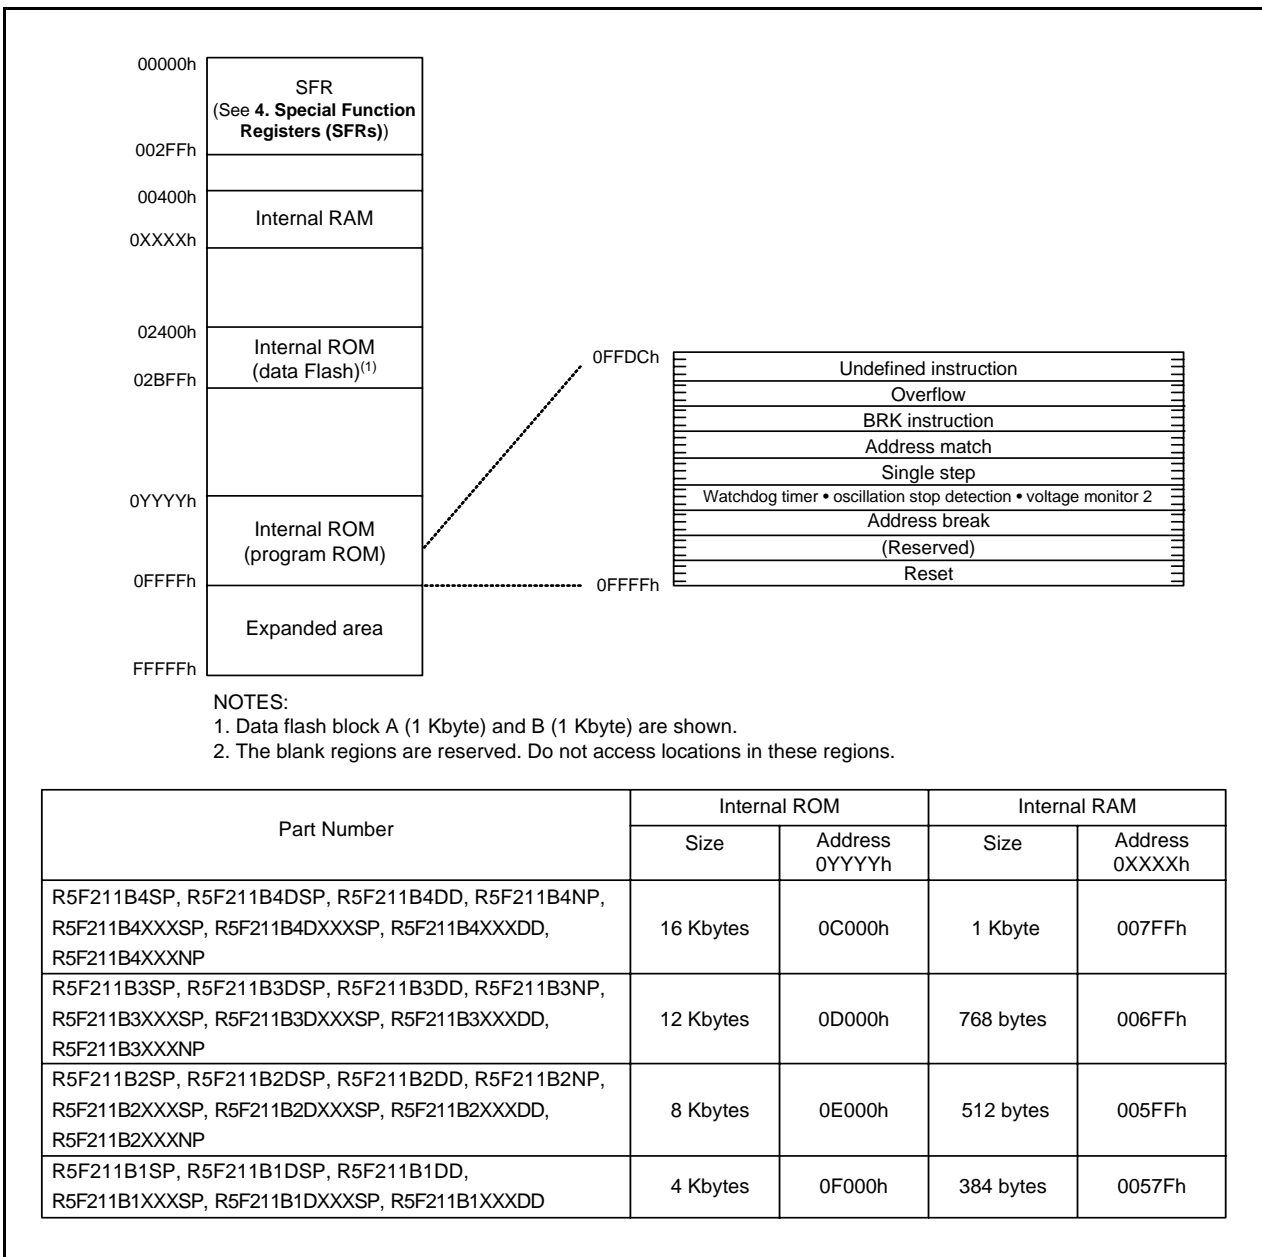 00000h
SFR
(See 4. Special Function
Registers (SFRs))
002FFh
00400h
Internal RAM
0XXXXh
02400h
Internal ROM
(data Flash)(1)
02BFFh
0YYYYh
Internal ROM
(program ROM)
0FFFFh
Expanded area
FFFFFh
0FFDCh
Undefined instruction
Overflow
BRK instruction
Address match
Single step
Watchdog timer • oscillation stop detection • voltage monitor 2
Address break
(Reserved)
Reset
0FFFFh
NOTES:
1. Data flash block A (1 Kbyte) and B (1 Kbyte) are shown.
2. The blank regions are reserved. Do not access locations in these regions.
Part Number
Internal ROM
Internal RAM
Size
Address
0YYYYh
Size
Address
0XXXXh
R5F211B4SP, R5F211B4DSP, R5F211B4DD, R5F211B4NP,
R5F211B4XXXSP, R5F211B4DXXXSP, R5F211B4XXXDD,
R5F211B4XXXNP
16 Kbytes
0C000h
1 Kbyte
007FFh
R5F211B3SP, R5F211B3DSP, R5F211B3DD, R5F211B3NP,
R5F211B3XXXSP, R5F211B3DXXXSP, R5F211B3XXXDD,
R5F211B3XXXNP
12 Kbytes
0D000h
768 bytes
006FFh
R5F211B2SP, R5F211B2DSP, R5F211B2DD, R5F211B2NP,
R5F211B2XXXSP, R5F211B2DXXXSP, R5F211B2XXXDD,
R5F211B2XXXNP
8 Kbytes
0E000h
512 bytes
005FFh
R5F211B1SP, R5F211B1DSP, R5F211B1DD,
R5F211B1XXXSP, R5F211B1DXXXSP, R5F211B1XXXDD
4 Kbytes
0F000h
384 bytes
0057Fh